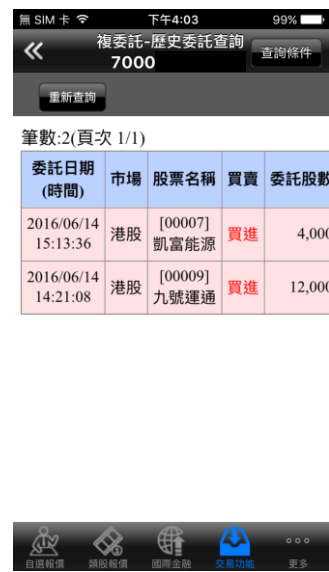 無 SIM 卡 下午4:03 99%
複委託-歷史委託查詢
7000
查詢條件
重新查詢
筆數:2(頁次 1/1)
委託日期 市場 股票名稱 買賣 委託股數
(時間)
2016/06/14 港股 [00007] 買進 4,000
15:13:36 凱富能源
2016/06/14 港股 [00009] 買進 12,000
14:21:08 九號運通
自選報價 類股報價 國際金融 交易功能 更多